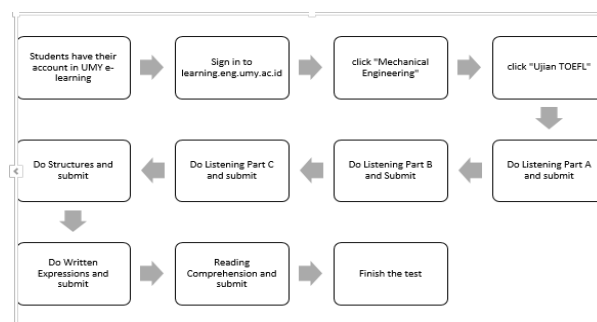 Students have their
account in UMY e-
learning
Sign in to
learning.eng.umy.ac.id
click "Mechanical
Engineering"
click "Ujian TOEFL"
Do Listening Part A
and submit
Do Listening Part B
and Submit
Do Listening Part C
and submit
Do Structures and
submit
Do Written
Expressions and
submit
Reading
Comprehension and
submit
Finish the test